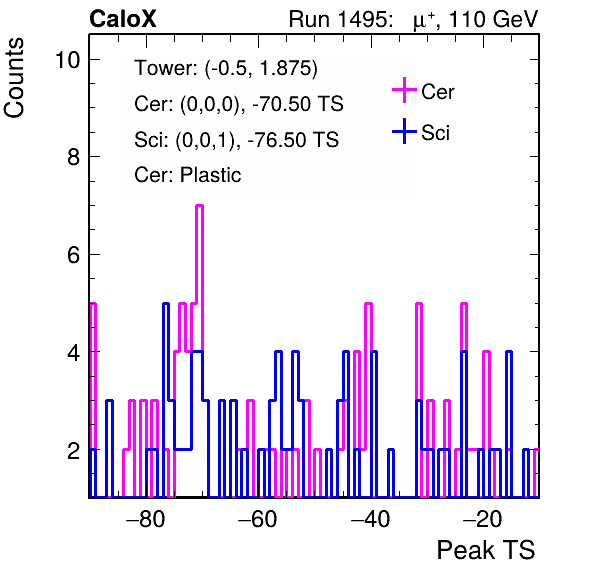 CaloX Run 1495: μ⁺, 110 GeV
Counts
Tower: (-0.5, 1.875)
Cer: (0,0,0), -70.50 TS
Sci: (0,0,1), -76.50 TS
Cer: Plastic
Cer
Sci
10
8
6
4
2
−80 −60 −40 −20
Peak TS